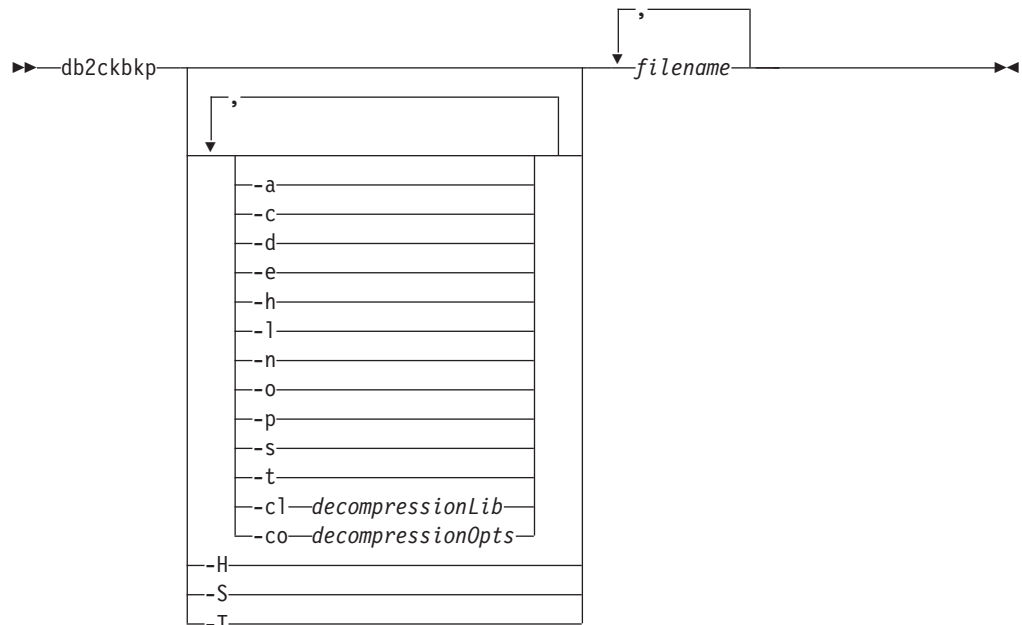 ,
db2ckbkp filename
,
-a
-c
-d
-e
-h
-l
-n
-o
-p
-s
-t
-cl decompressionLib
-co decompressionOpts
-H
-S
-T